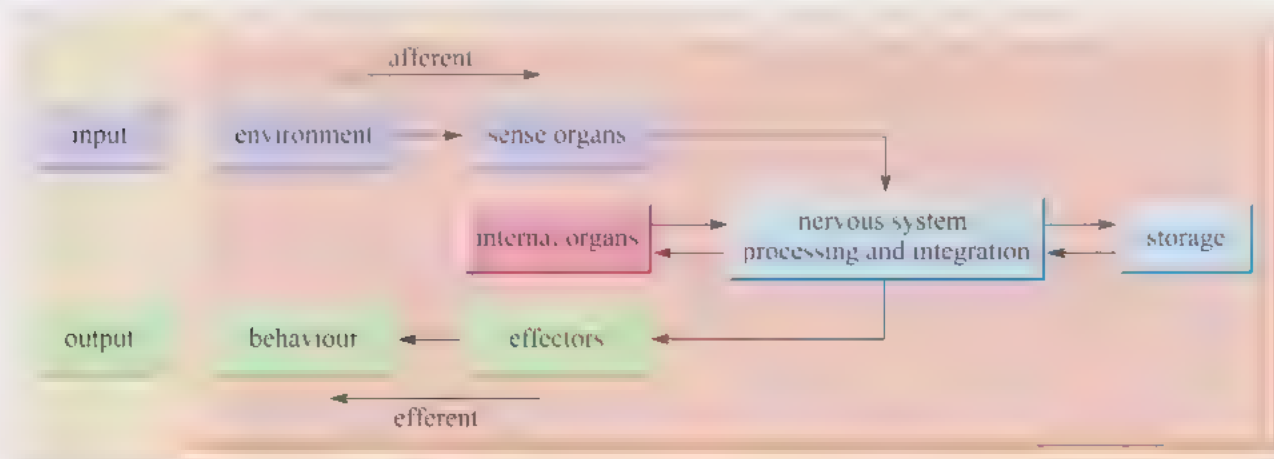 afferent
input environment sense organs
internal organs
nervous system
processing and integration
storage
output behaviour effectors
efferent